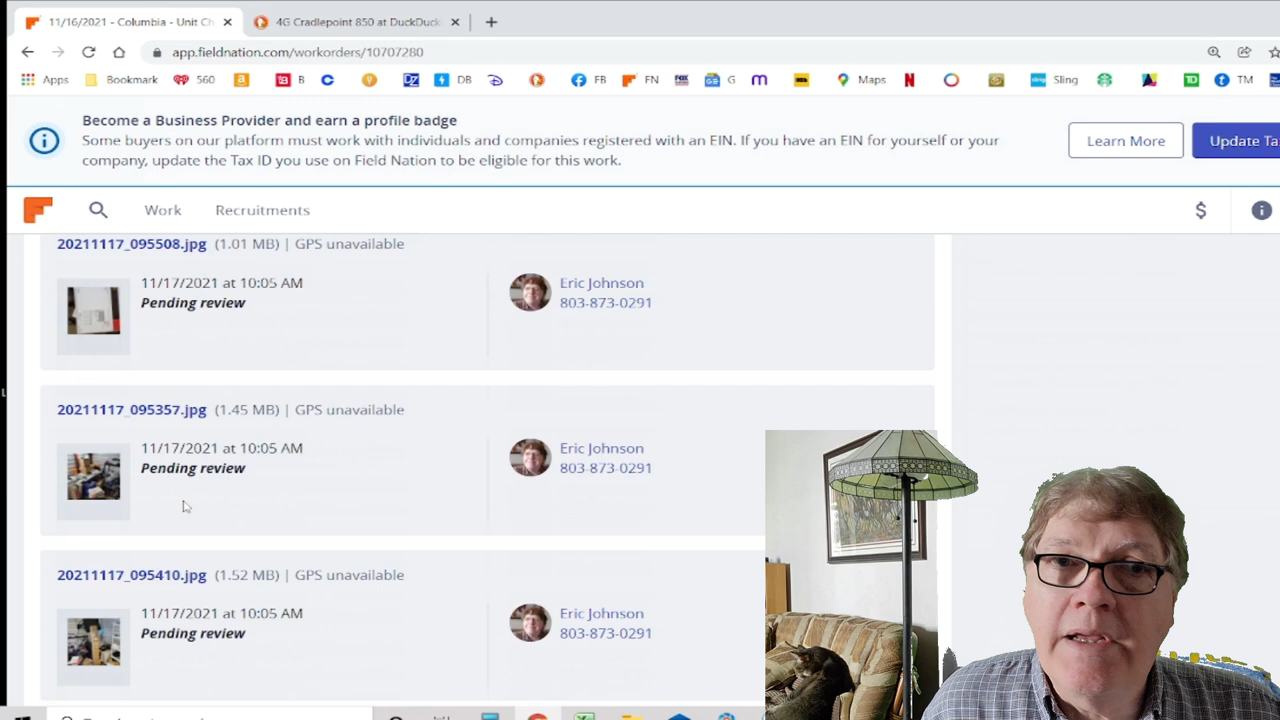 11/16/2021 - Columbia - Unit Ch
4G Cradlepoint 850 at DuckDuck
app.fieldnation.com/workorders/10707280
Apps Bookmark 560 B DB FB FN G Maps Sling TM
Become a Business Provider and earn a profile badge
Some buyers on our platform must work with individuals and companies registered with an EIN. If you have an EIN for yourself or your
company, update the Tax ID you use on Field Nation to be eligible for this work.
Learn More
Update Ta
Work Recruitments
20211117_095508.jpg (1.01 MB) | GPS unavailable
11/17/2021 at 10:05 AM
Pending review
Eric Johnson
803-873-0291
20211117_095357.jpg (1.45 MB) | GPS unavailable
11/17/2021 at 10:05 AM
Pending review
Eric Johnson
803-873-0291
20211117_095410.jpg (1.52 MB) | GPS unavailable
11/17/2021 at 10:05 AM
Pending review
Eric Johnson
803-873-0291